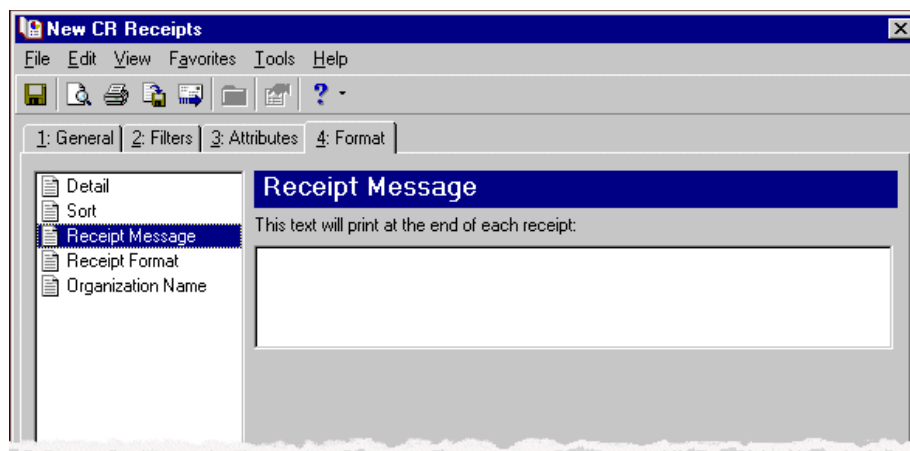 New CR Receipts
File Edit View Favorites Tools Help
?
1: General 2: Filters 3: Attributes 4: Format
Detail
Sort
Receipt Message
Receipt Format
Organization Name
Receipt Message
This text will print at the end of each receipt: